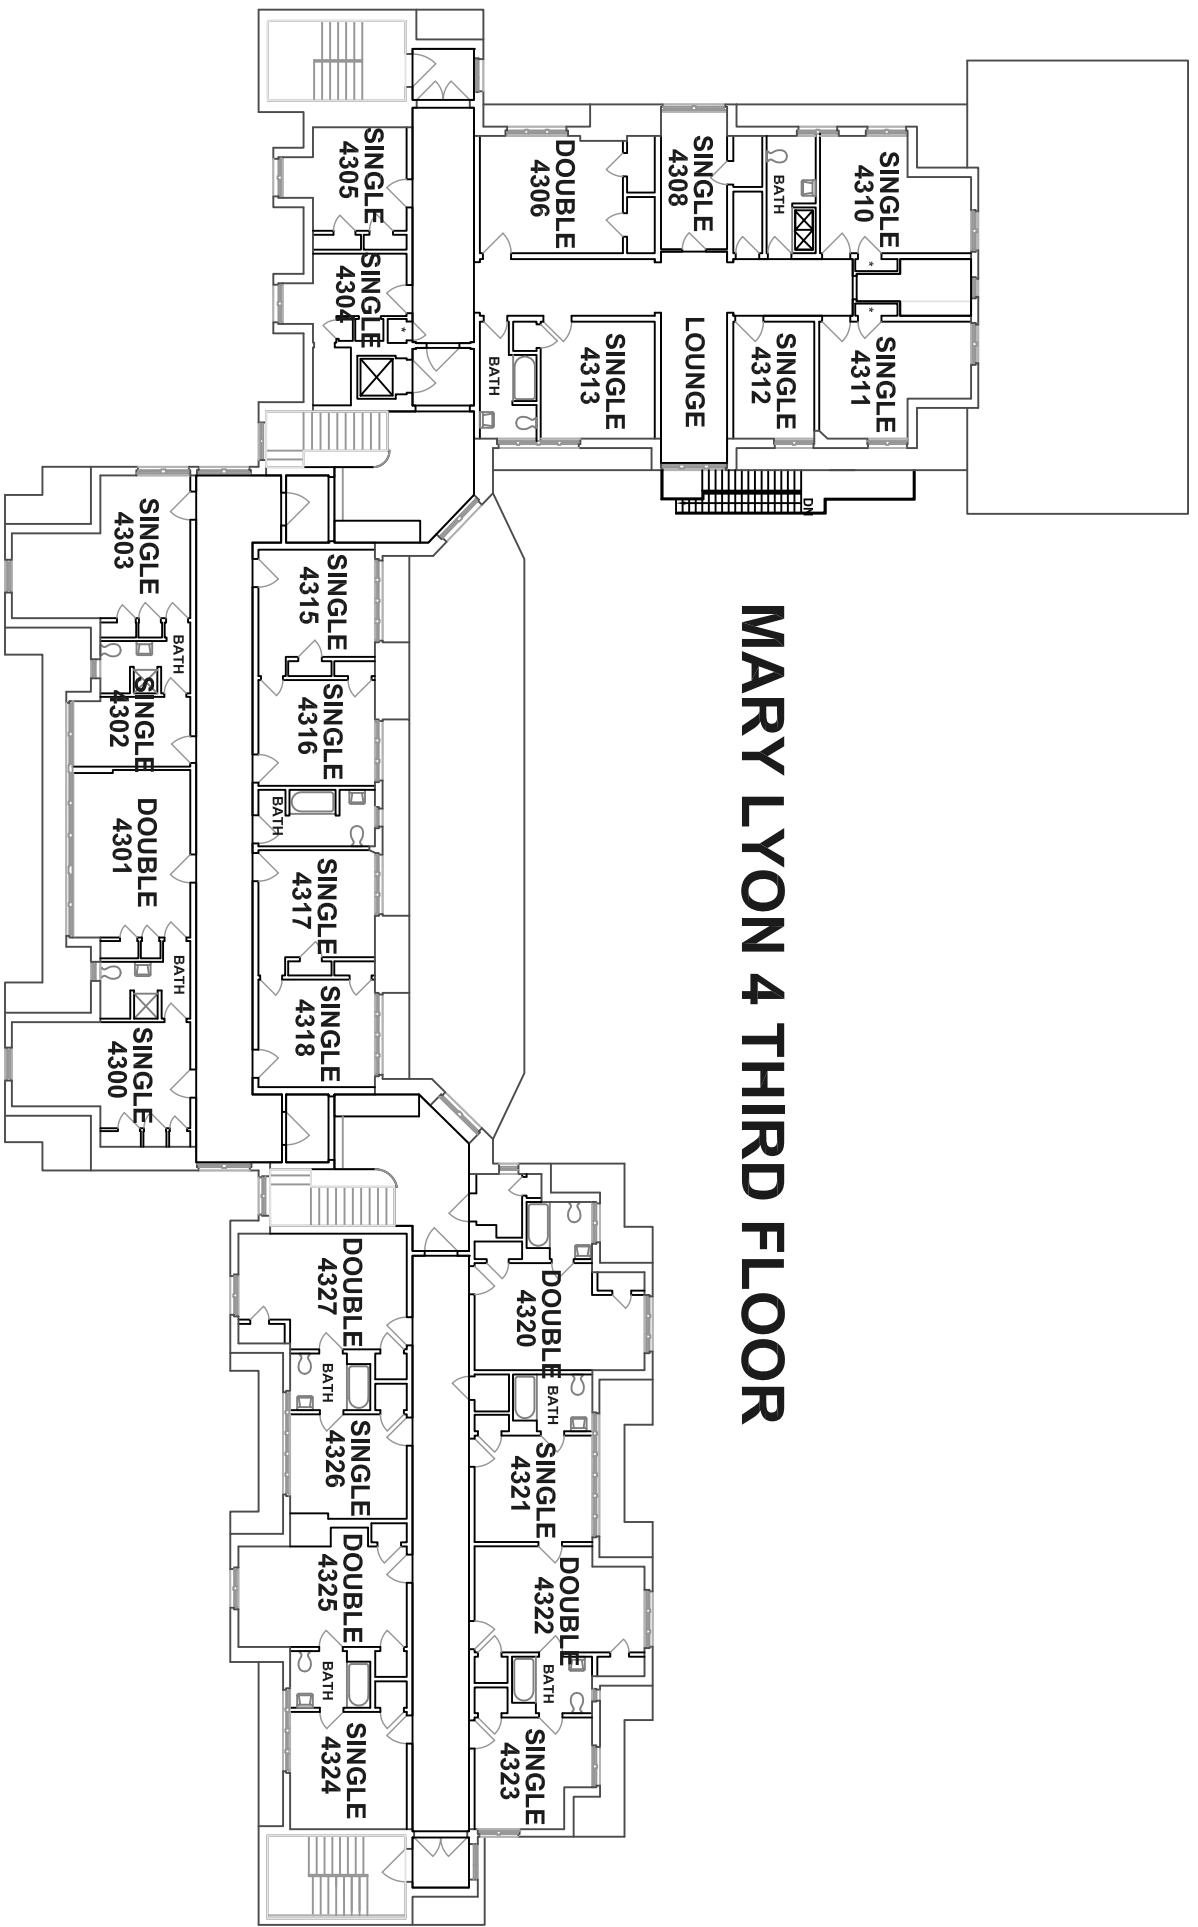 MARY LYON 4 THIRD FLOOR
SINGLE
4310
BATH
SINGLE
4308
DOUBLE
4306
SINGLE
4305
SINGLE
4304
*
*
*
SINGLE
4311
SINGLE
4312
LOUNGE
SINGLE
4313
BATH
DN
SINGLE
4303
BATH
SINGLE
4302
DOUBLE
4301
BATH
SINGLE
4300
SINGLE
4315
SINGLE
4316
BATH
SINGLE
4317
SINGLE
4318
DOUBLE
4320
BATH
SINGLE
4321
DOUBLE
4322
BATH
SINGLE
4323
DOUBLE
4327
BATH
SINGLE
4326
DOUBLE
4325
BATH
SINGLE
4324